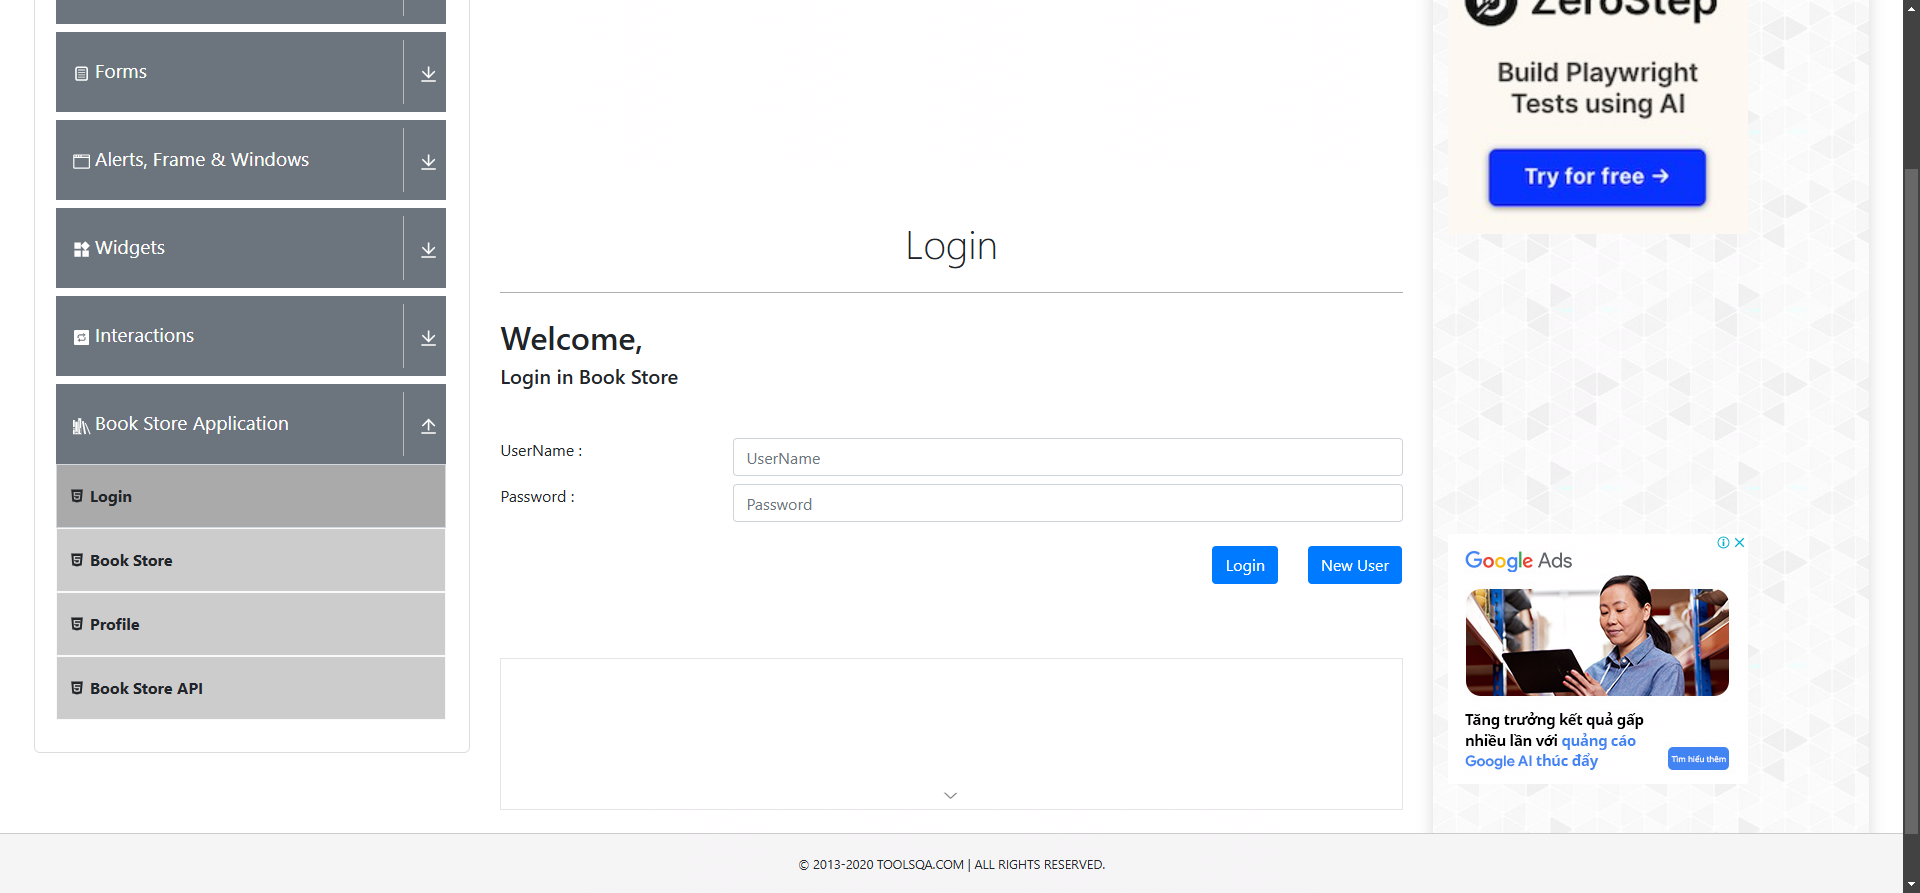 Forms
Alerts, Frame & Windows
Widgets
Interactions
Book Store Application
Login
Book Store
Profile
Book Store API
Login
Welcome,
Login in Book Store
UserName :
UserName
Password :
Password
Login
New User
ZeroStep
Build Playwright
Tests using AI
Try for free →
Google Ads
Tăng trưởng kết quả gấp
nhiều lần với quảng cáo
Google AI thúc đẩy
Tìm hiểu thêm
© 2013-2020 TOOLSQA.COM | ALL RIGHTS RESERVED.